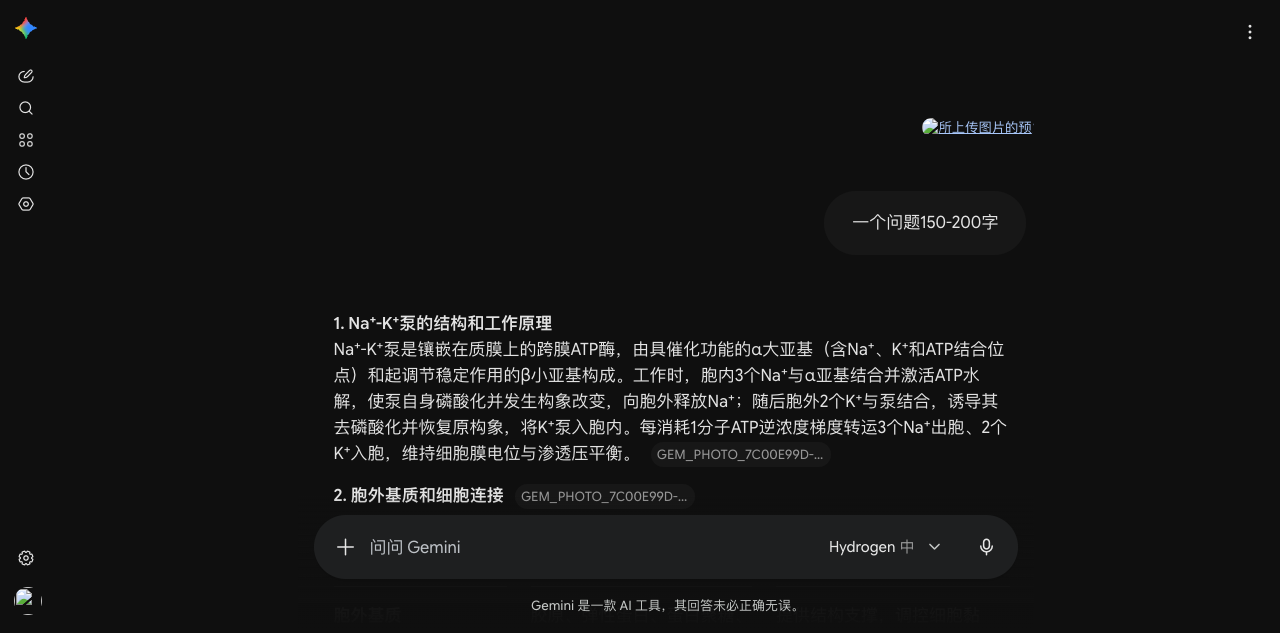 所上传图片的预
一个问题150-200字
1. Na⁺-K⁺泵的结构和工作原理
Na⁺-K⁺泵是镶嵌在质膜上的跨膜ATP酶，由具催化功能的α大亚基（含Na⁺、K⁺和ATP结合位
点）和起调节稳定作用的β小亚基构成。工作时，胞内3个Na⁺与α亚基结合并激活ATP水
解，使泵自身磷酸化并发生构象改变，向胞外释放Na⁺；随后胞外2个K⁺与泵结合，诱导其
去磷酸化并恢复原构象，将K⁺泵入胞内。每消耗1分子ATP逆浓度梯度转运3个Na⁺出胞、2个
K⁺入胞，维持细胞膜电位与渗透压平衡。 GEM_PHOTO_7C00E99D-...
2. 胞外基质和细胞连接 GEM_PHOTO_7C00E99D-...
问问 Gemini
Hydrogen 中
Gemini 是一款 AI 工具，其回答未必正确无误。